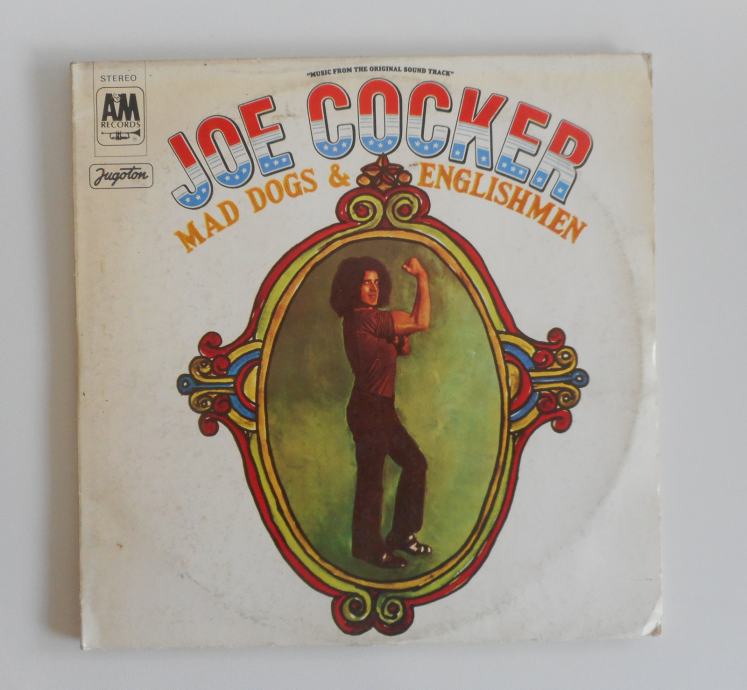 STEREO
A&M
RECORDS
Jugoton
"MUSIC FROM THE ORIGINAL SOUND TRACK"
JOE COCKER
MAD DOGS & ENGLISHMEN